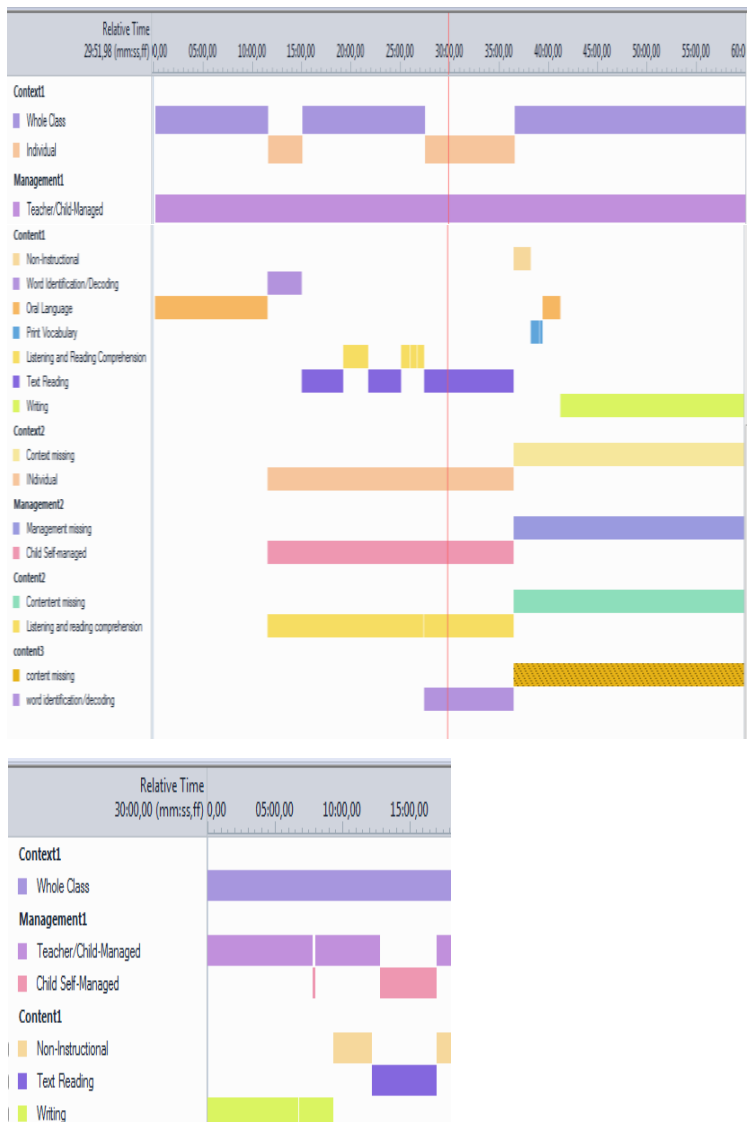 Relative Time
29:51,98 (mm:ss,ff) 0,00 05:00,00 10:00,00 15:00,00 20:00,00 25:00,00 30:00,00 35:00,00 40:00,00 45:00,00 50:00,00 55:00,00 60:0
Context1
Whole Class
Individual
Management1
Teacher/Child-Managed
Content1
Non-Instructional
Word Identification/Decoding
Oral Language
Print Vocabulary
Listening and Reading Comprehension
Text Reading
Writing
Context2
Context missing
INdividual
Management2
Management missing
Child Self-managed
Content2
Contentent missing
Listening and reading comprehension
content3
content missing
word identification/decoding
Relative Time
30:00,00 (mm:ss,ff) 0,00 05:00,00 10:00,00 15:00,00
Context1
Whole Class
Management1
Teacher/Child-Managed
Child Self-Managed
Content1
Non-Instructional
Text Reading
Writing